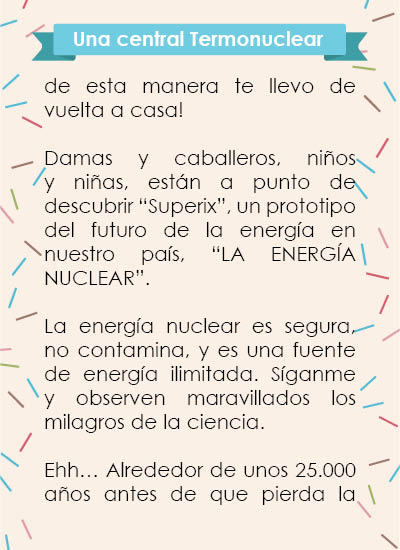 Una central Termonuclear
de esta manera te llevo de
vuelta a casa!
Damas y caballeros, niños
y niñas, están a punto de
descubrir “Superix”, un prototipo
del futuro de la energía en
nuestro país, “LA ENERGÍA
NUCLEAR”.
La energía nuclear es segura,
no contamina, y es una fuente
de energía ilimitada. Síganme
y observen maravillados los
milagros de la ciencia.
Ehh… Alrededor de unos 25.000
años antes de que pierda la